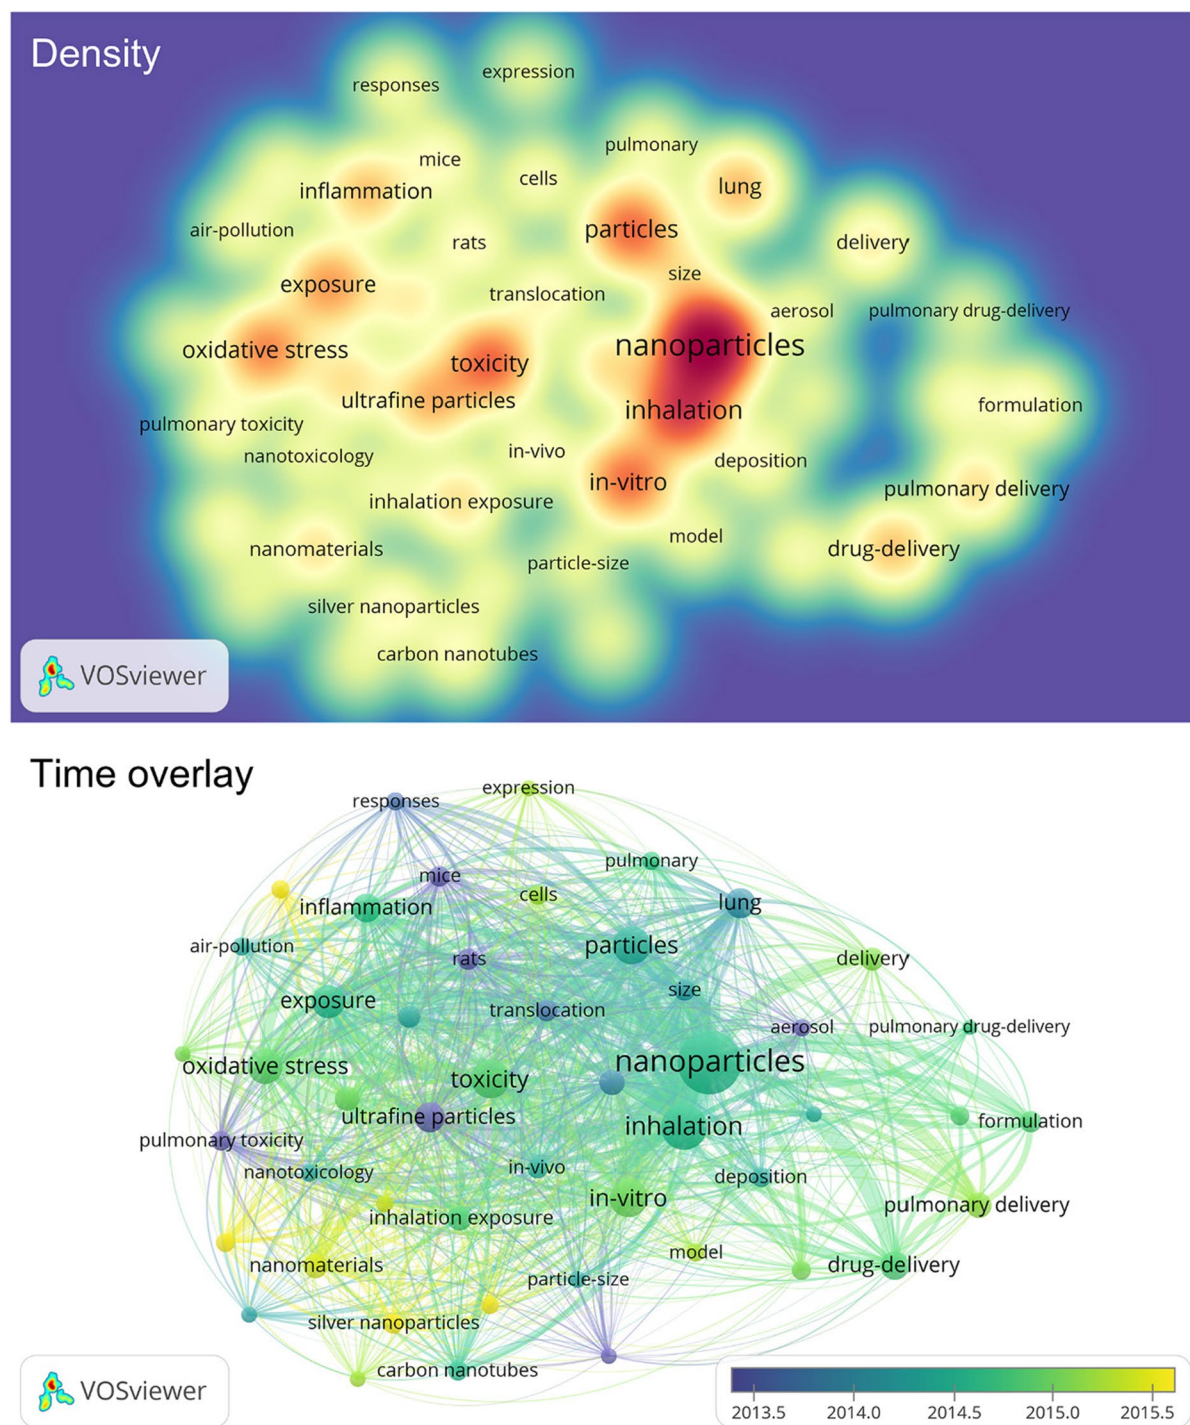 Density
expression
responses
pulmonary
mice
cells
lung
inflammation
particles
air-pollution
rats
delivery
size
exposure
translocation
aerosol
pulmonary drug-delivery
nanoparticles
oxidative stress
toxicity
ultrafine particles
inhalation
formulation
pulmonary toxicity
in-vivo
nanotoxicology
deposition
in-vitro
pulmonary delivery
inhalation exposure
model
nanomaterials
drug-delivery
particle-size
silver nanoparticles
carbon nanotubes
VOSviewer
Time overlay
expression
responses
pulmonary
mice
cells
lung
inflammation
particles
air-pollution
rats
delivery
size
exposure
translocation
aerosol
pulmonary drug-delivery
nanoparticles
oxidative stress
toxicity
ultrafine particles
inhalation
formulation
pulmonary toxicity
in-vivo
nanotoxicology
deposition
in-vitro
pulmonary delivery
inhalation exposure
model
nanomaterials
drug-delivery
particle-size
silver nanoparticles
carbon nanotubes
VOSviewer
2013.5 2014.0 2014.5 2015.0 2015.5